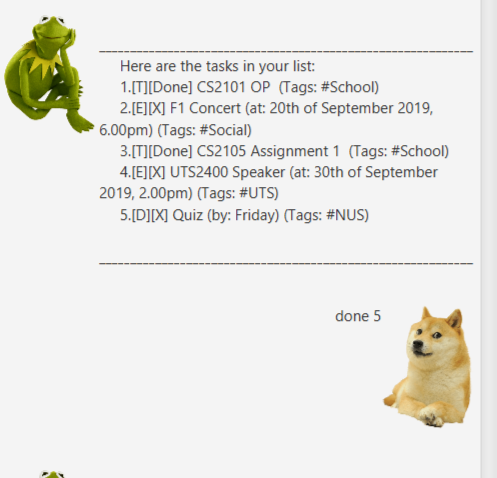 Here are the tasks in your list:
1.[T][Done] CS2101 OP  (Tags: #School)
2.[E][X] F1 Concert (at: 20th of September 2019,
6.00pm) (Tags: #Social)
3.[T][Done] CS2105 Assignment 1  (Tags: #School)
4.[E][X] UTS2400 Speaker (at: 30th of September
2019, 2.00pm) (Tags: #UTS)
5.[D][X] Quiz (by: Friday) (Tags: #NUS)
done 5